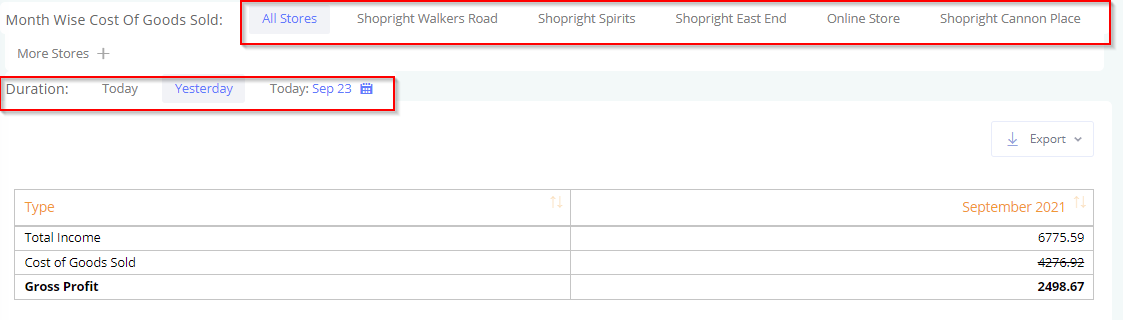 Month Wise Cost Of Goods Sold: All Stores Shopright Walkers Road Shopright Spirits Shopright East End Online Store Shopright Cannon Place
More Stores +
Duration: Today Yesterday Today: Sep 23
Export
Type September 2021
Total Income 6775.59
Cost of Goods Sold 4276.92
Gross Profit 2498.67